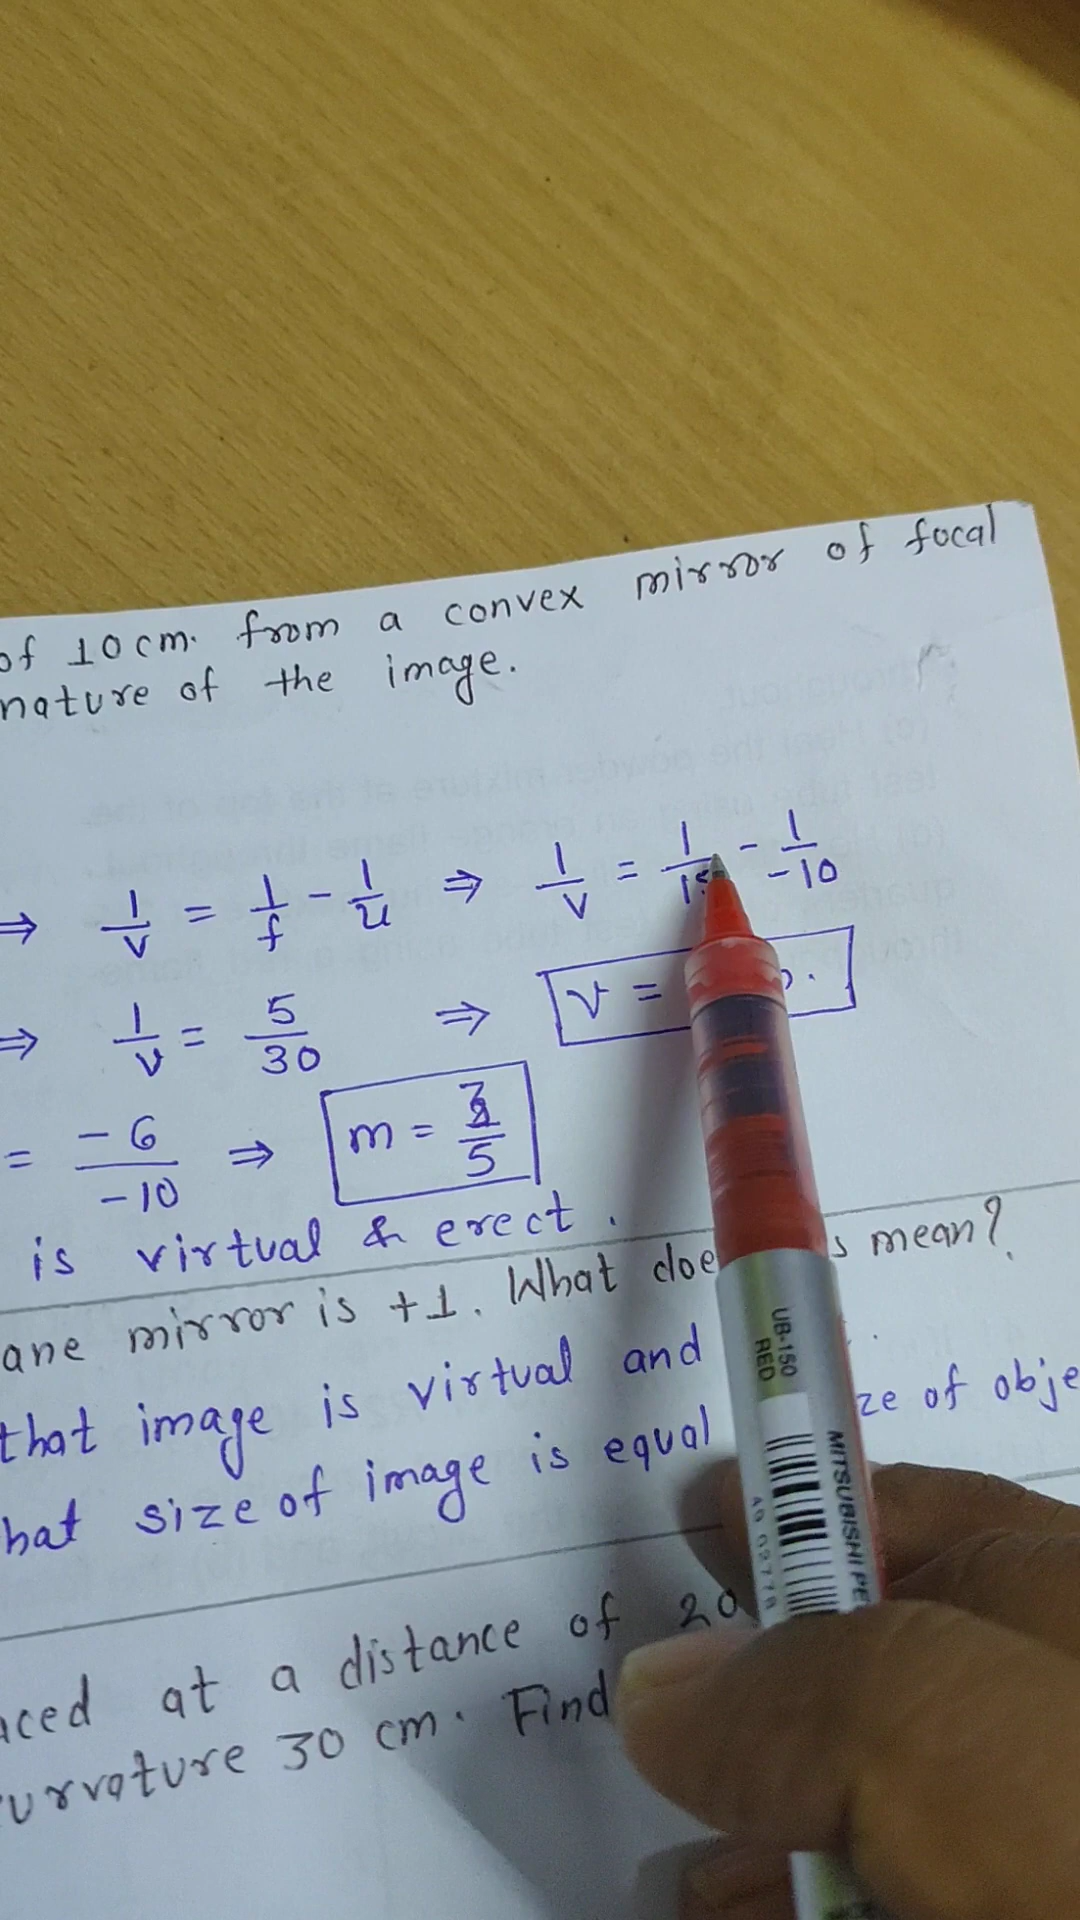 of 10 cm. from a convex mirror of focal
nature of the image.
⇒ 1/v = 1/f - 1/u ⇒ 1/v = 1/15 - 1/-10
⇒ 1/v = 5/30 ⇒ v =
= -6/-10 ⇒ m = 3/5
is virtual & erect.
ane mirror is +1. What doe s mean?
that image is virtual and
hat size of image is equal ze of obje
aced at a distance of 20
urvature 30 cm. Find
UB-150
RED
MITSUBISHI PE